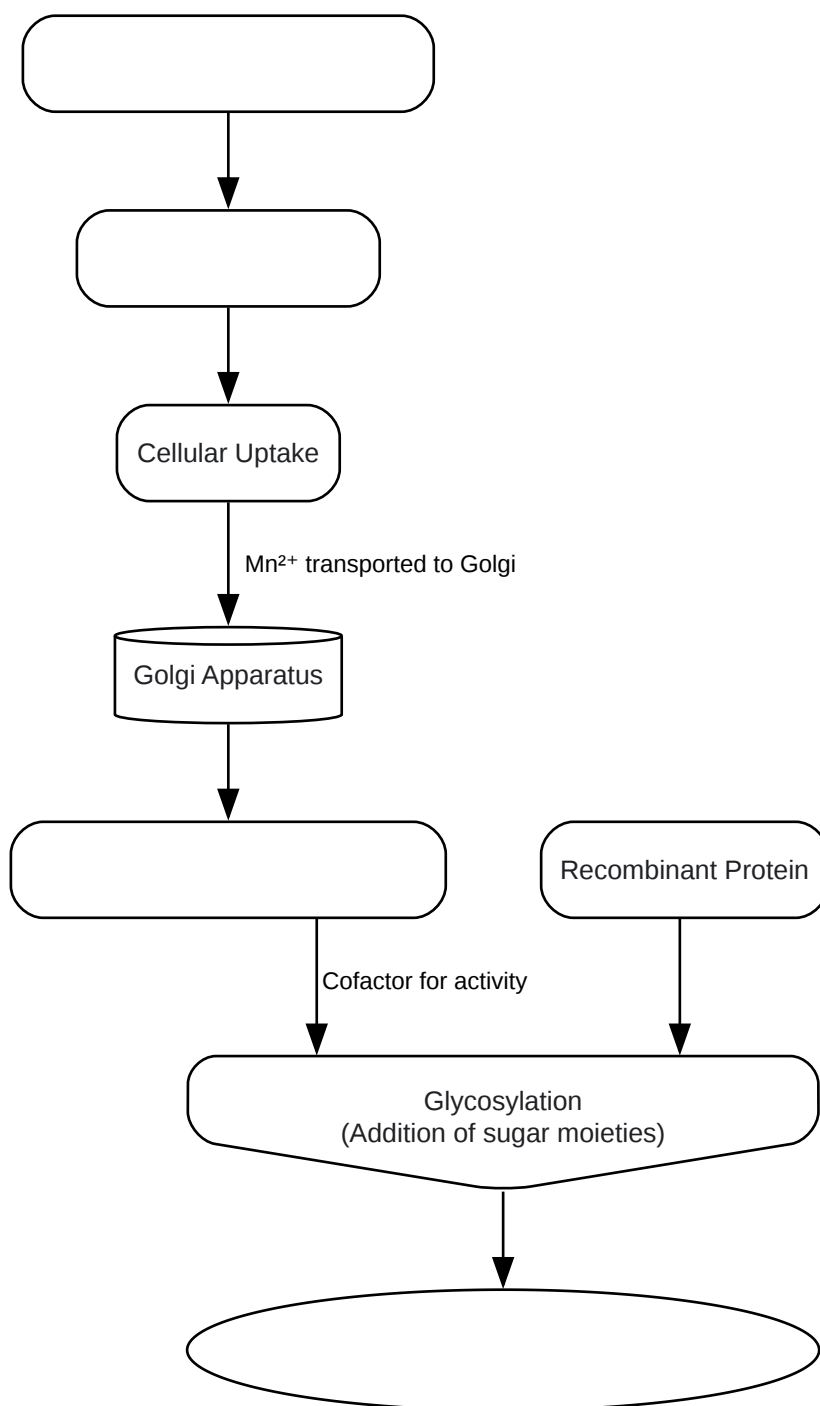 Cellular Uptake
Mn²⁺ transported to Golgi
Golgi Apparatus
Recombinant Protein
Cofactor for activity
Glycosylation
(Addition of sugar moieties)